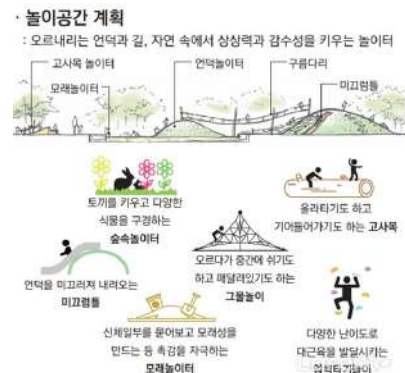 · 놀이공간 계획
: 오르내리는 언덕과 길, 자연 속에서 상상력과 감수성을 키우는 놀이터
고사목 놀이터
언덕놀이터
구름다리
모래놀이터
미끄럼틀
토끼를 키우고 다양한
식물을 구경하는
숲속놀이터
올라타기도 하고
기어들어가기도 하는 고사목
오르다가 중간에 쉬기도
하고 매달려있기도 하는
그물놀이
언덕을 미끄러져 내려오는
미끄럼틀
신체일부를 묻어보고 모래성을
만드는 등 촉감을 자극하는
모래놀이터
다양한 난이도로
대근육을 발달시키는